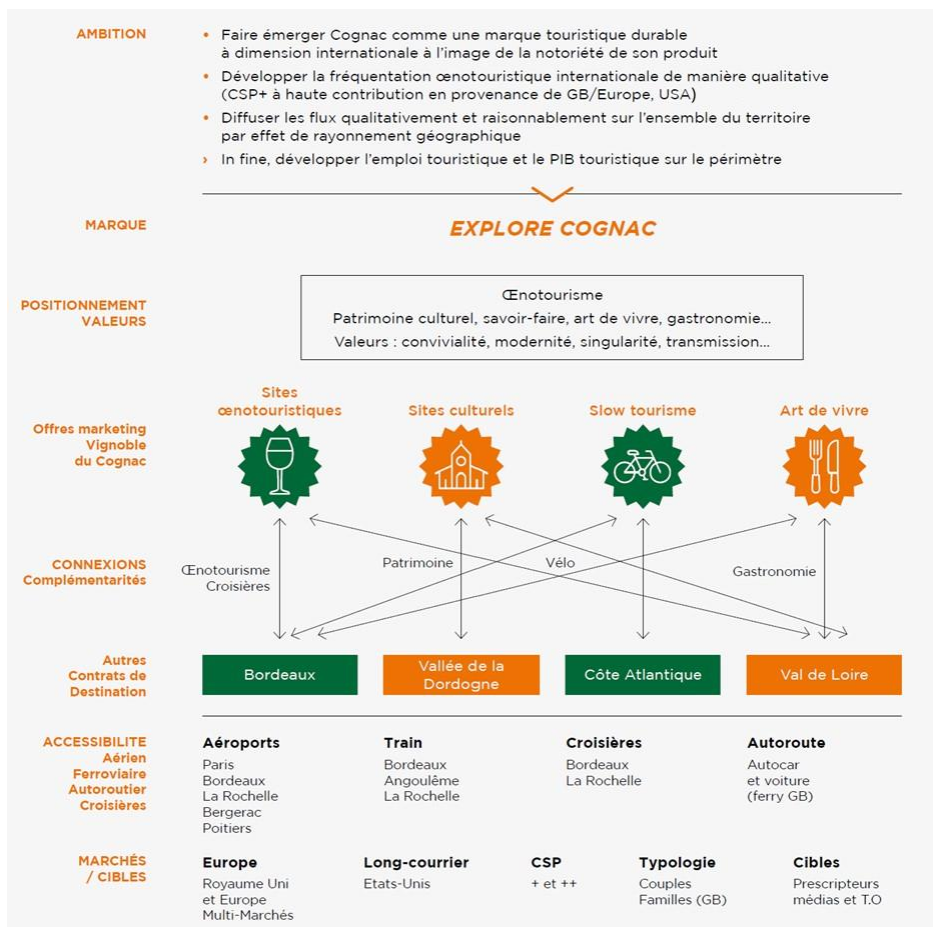 AMBITION
• Faire émerger Cognac comme une marque touristique durable
à dimension internationale à l'image de la notoriété de son produit
• Développer la fréquentation œnotouristique internationale de manière qualitative
(CSP+ à haute contribution en provenance de GB/Europe, USA)
• Diffuser les flux qualitativement et raisonnablement sur l'ensemble du territoire
par effet de rayonnement géographique
› In fine, développer l'emploi touristique et le PIB touristique sur le périmètre
MARQUE
EXPLORE COGNAC
POSITIONNEMENT
VALEURS
Œnotourisme
Patrimoine culturel, savoir-faire, art de vivre, gastronomie...
Valeurs : convivialité, modernité, singularité, transmission...
Offres marketing
Vignoble
du Cognac
Sites
œnotouristiques
Sites culturels
Slow tourisme
Art de vivre
CONNEXIONS
Complémentarités
Œnotourisme
Croisières
Patrimoine
Vélo
Gastronomie
Autres
Contrats de
Destination
Bordeaux
Vallée de la
Dordogne
Côte Atlantique
Val de Loire
ACCESSIBILITE
Aérien
Ferroviaire
Autoroutier
Croisières
Aéroports
Paris
Bordeaux
La Rochelle
Bergerac
Poitiers
Train
Bordeaux
Angoulême
La Rochelle
Croisières
Bordeaux
La Rochelle
Autoroute
Autocar
et voiture
(ferry GB)
MARCHÉS
/ CIBLES
Europe
Royaume Uni
et Europe
Multi-Marchés
Long-courrier
Etats-Unis
CSP
+ et ++
Typologie
Couples
Familles (GB)
Cibles
Prescripteurs
médias et T.O